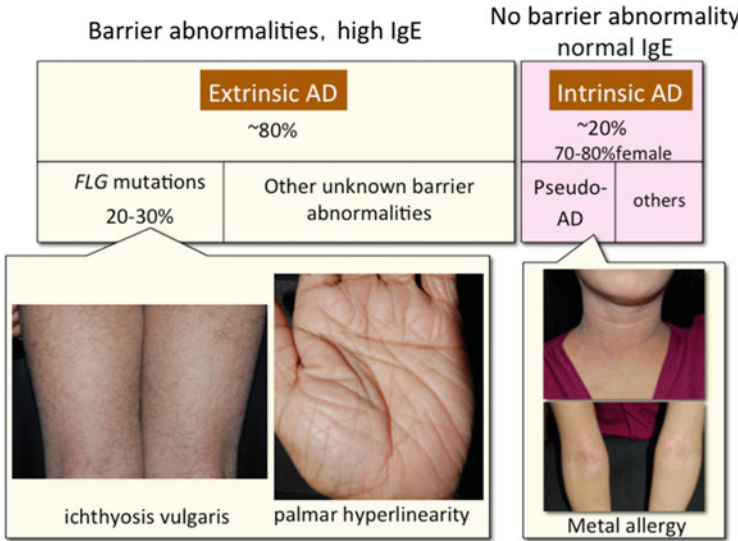 Barrier abnormalities, high IgE
No barrier abnormality
normal IgE
Extrinsic AD
~80%
Intrinsic AD
~20%
70-80%female
FLG mutations
20-30%
Other unknown barrier
abnormalities
Pseudo-
AD
others
ichthyosis vulgaris
palmar hyperlinearity
Metal allergy